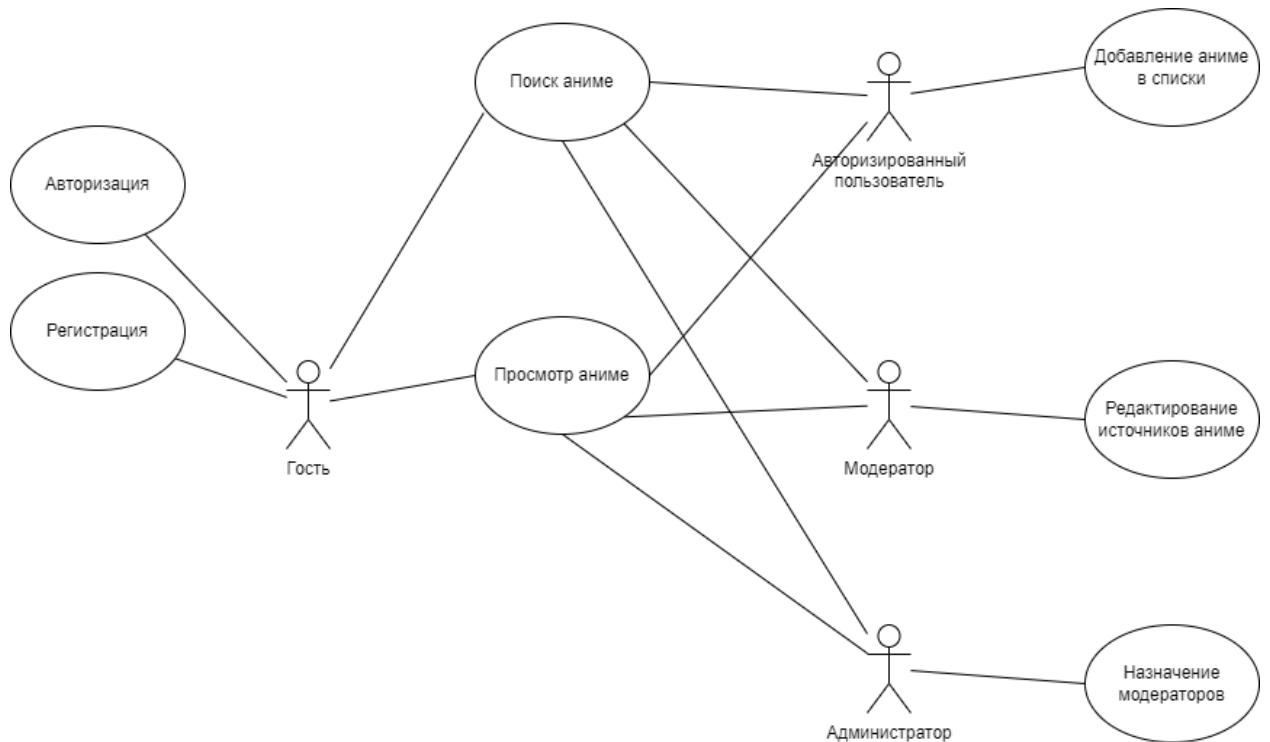 Поиск аниме
Добавление аниме
в списки
Авторизированный
пользователь
Авторизация
Регистрация
Просмотр аниме
Гость
Модератор
Редактирование
источников аниме
Администратор
Назначение
модераторов